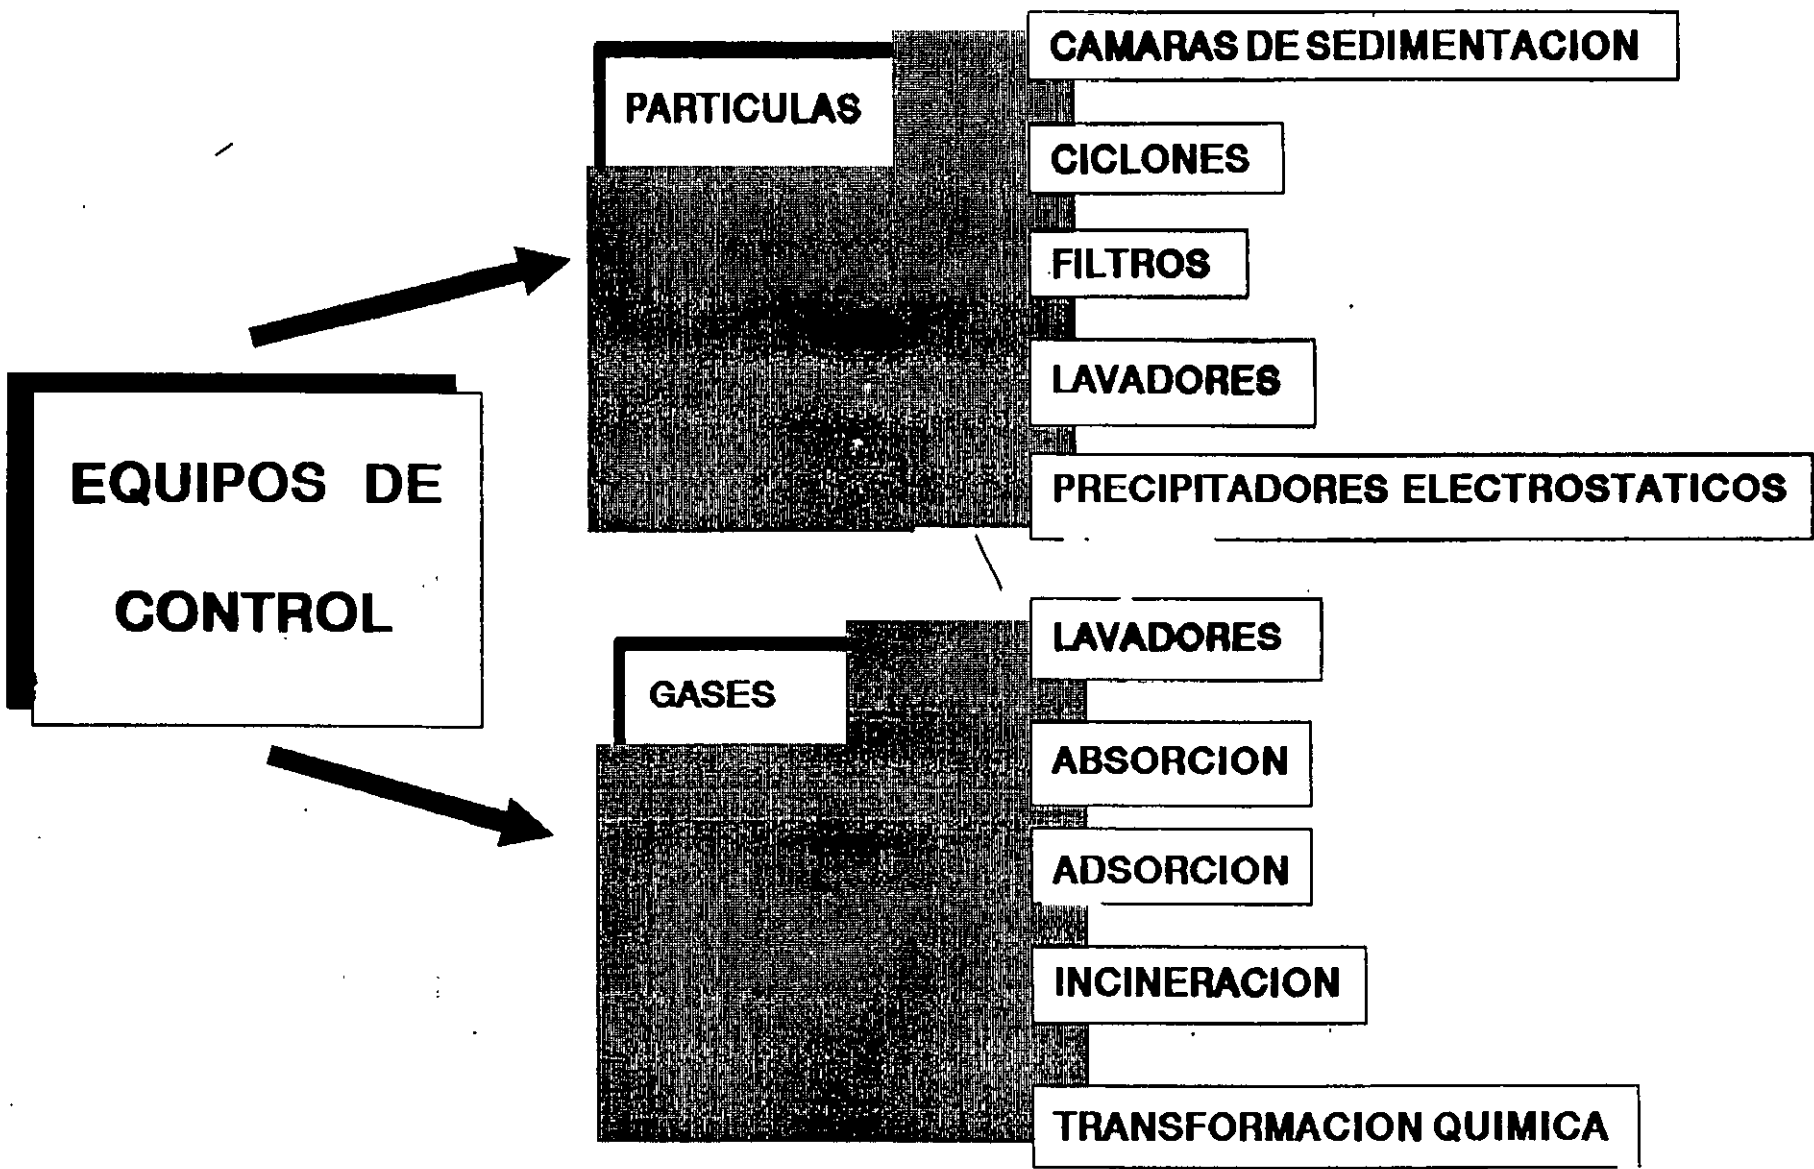 EQUIPOS DE
CONTROL
PARTICULAS
CAMARAS DE SEDIMENTACION
CICLONES
FILTROS
LAVADORES
PRECIPITADORES ELECTROSTATICOS
GASES
LAVADORES
ABSORCION
ADSORCION
INCINERACION
TRANSFORMACION QUIMICA